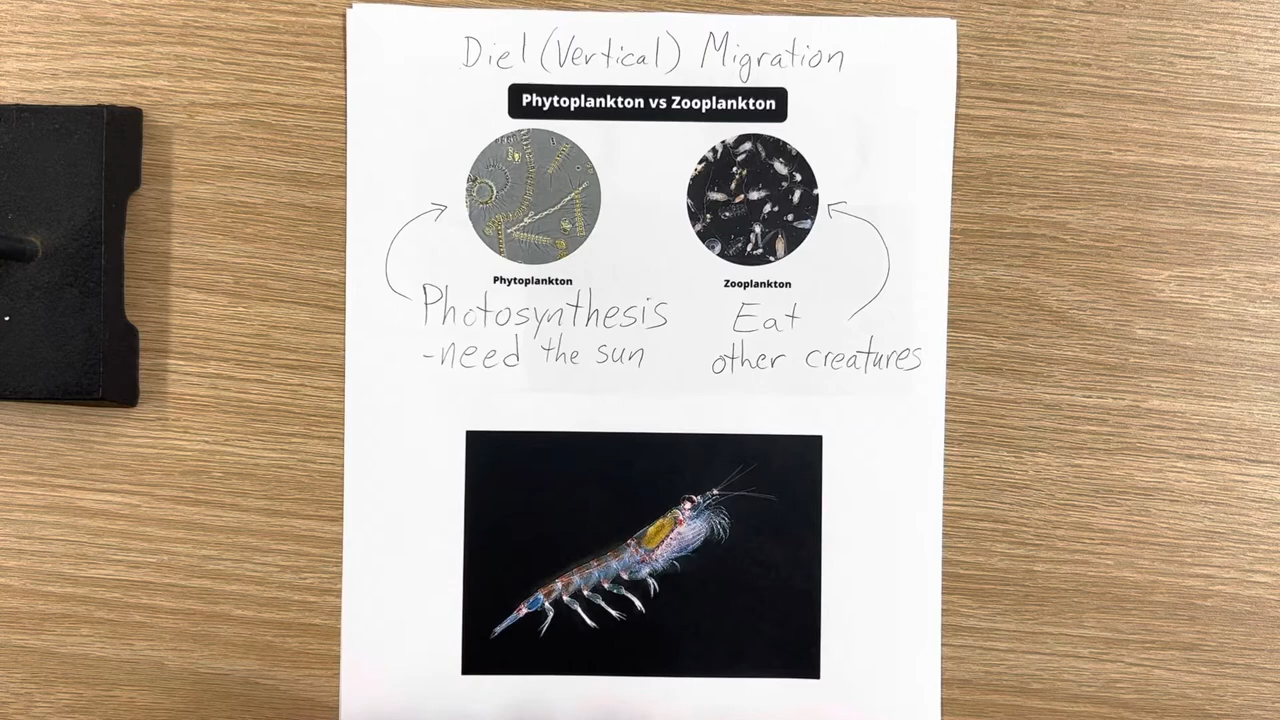 Diel (Vertical) Migration
Phytoplankton vs Zooplankton
Phytoplankton
Zooplankton
Photosynthesis
-need the sun
Eat
other creatures